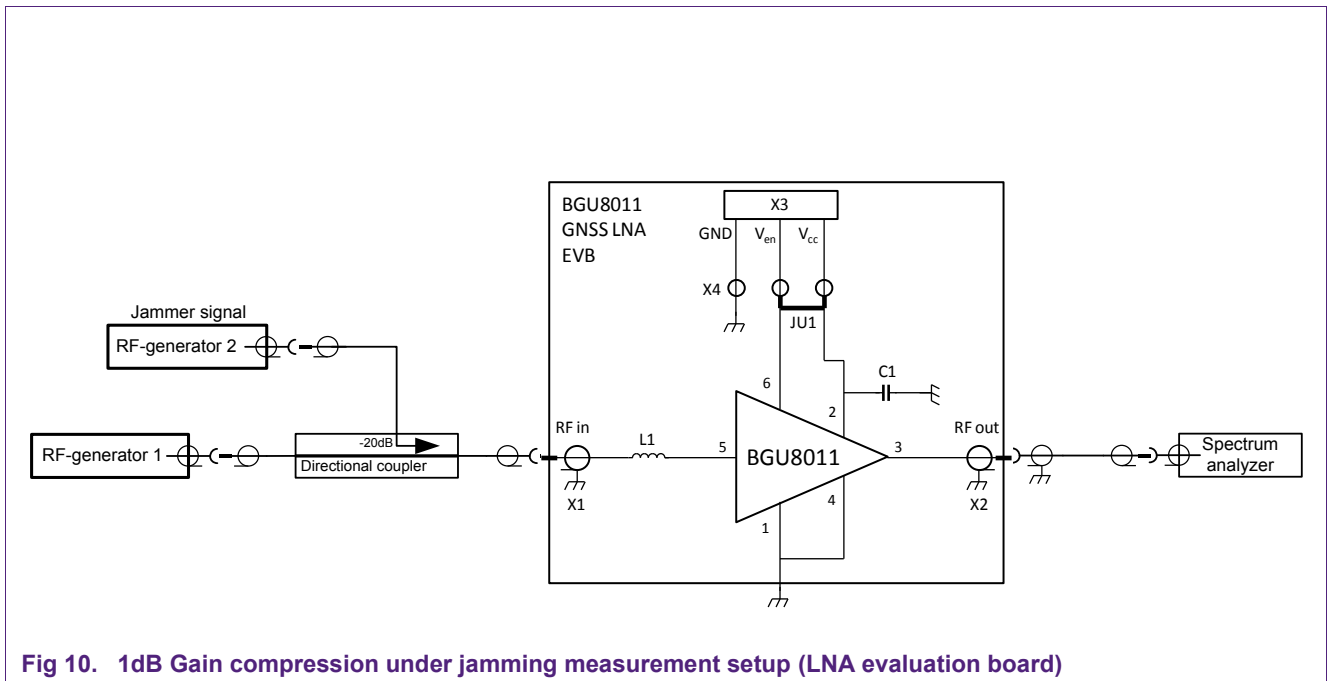 BGU8011
GNSS LNA
EVB
X3
GND
V_en
V_cc
X4
JU1
Jammer signal
RF-generator 2
C1
6
2
-20dB
RF in
L1
RF out
RF-generator 1
Directional coupler
5
BGU8011
3
Spectrum
analyzer
X1
4
X2
1
Fig 10. 1dB Gain compression under jamming measurement setup (LNA evaluation board)